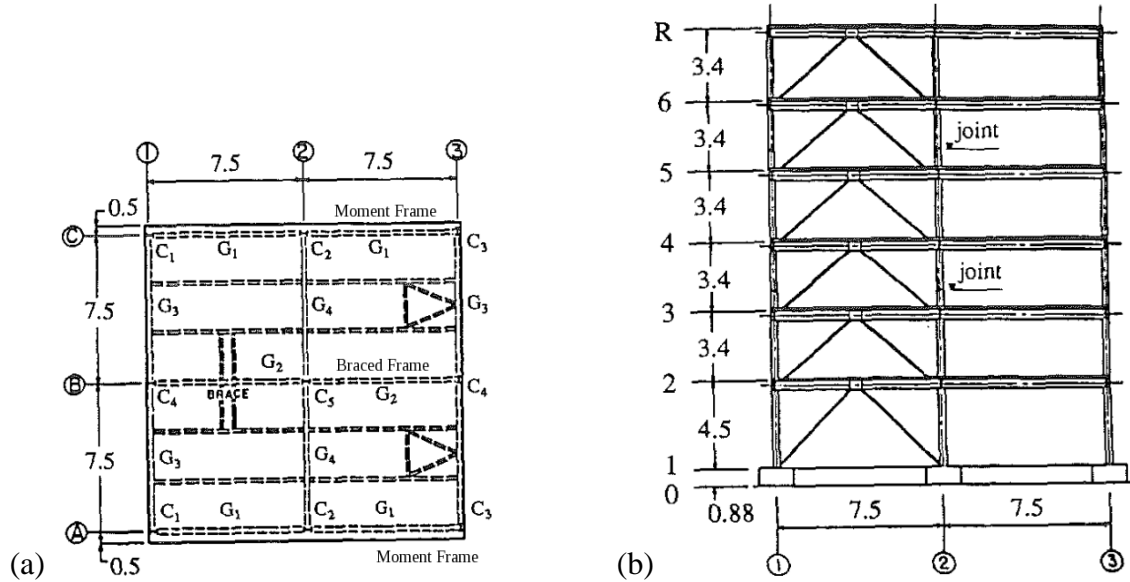 ① ② ③
7.5 7.5
0.5 Moment Frame
Ⓒ
C1 G1 C2 G1 C3
7.5
G3 G4 G3
G2 Braced Frame
Ⓑ
C4 BRACE C5 G2 C4
7.5
G3 G4
C1 G1 C2 G1 C3
Ⓐ
0.5
Moment Frame
(a)
R
3.4
6
3.4 joint
5
3.4
4
3.4 joint
3
3.4
2
4.5
1
0
0.88 7.5 7.5
① ② ③
(b)